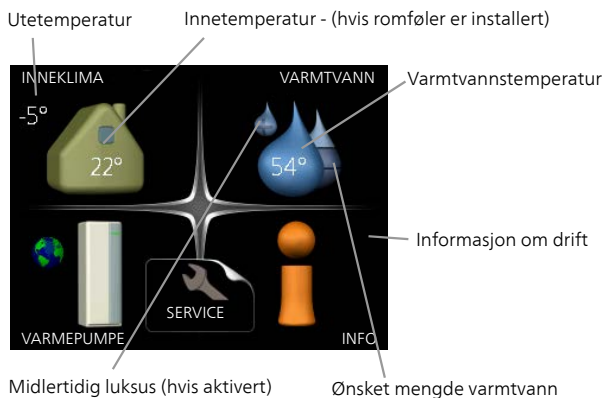 Utetemperatur
Innetemperatur - (hvis romføler er installert)
INNEKLIMA
VARMTVANN
Varmtvannstemperatur
-5°
22°
54°
Informasjon om drift
SERVICE
VARMEPUMPE
INFO
Midlertidig luksus (hvis aktivert)
Ønsket mengde varmtvann